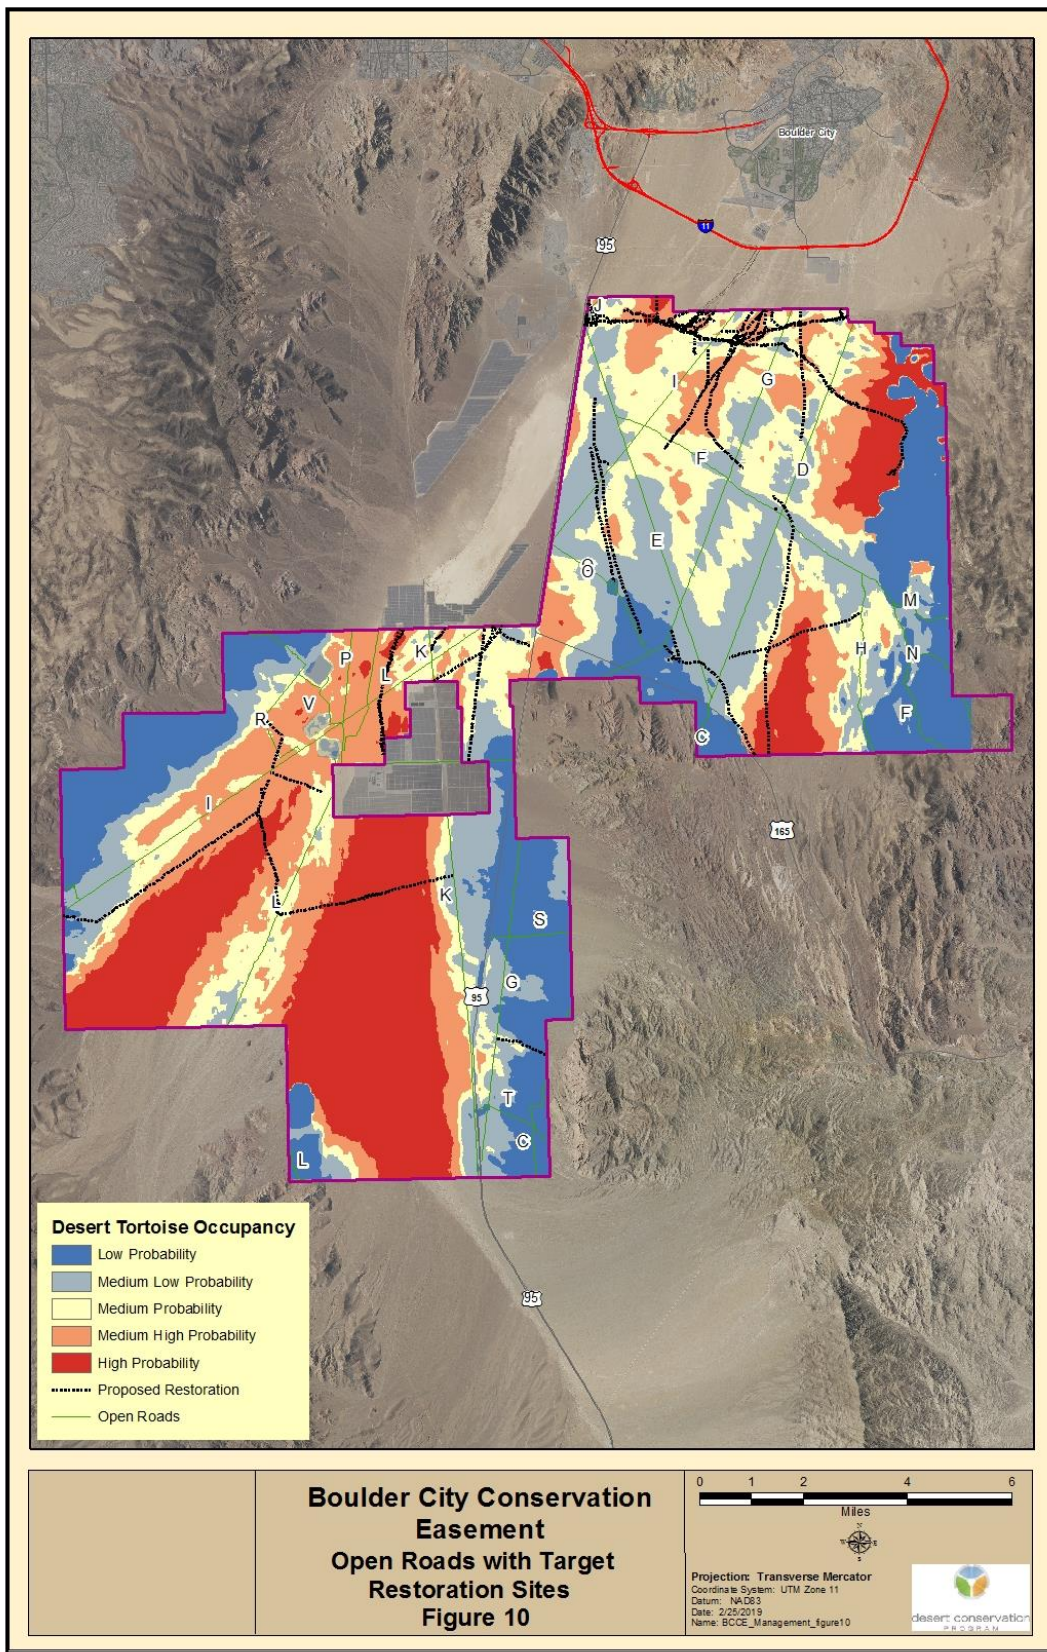 Boulder City
11
95
J
I
G
F
D
E
O
M
H
N
F
C
P
K
L
V
R
I
L
K
S
G
95
T
C
L
165
95
Desert Tortoise Occupancy
Low Probability
Medium Low Probability
Medium Probability
Medium High Probability
High Probability
Proposed Restoration
Open Roads
Boulder City Conservation
Easement
Open Roads with Target
Restoration Sites
Figure 10
0 1 2 4 6
Miles
N
W E
S
Projection: Transverse Mercator
Coordinate System: UTM Zone 11
Datum: NAD83
Date: 2/25/2019
Name: BCCE_Management_figure10
desert conservation
PROGRAM